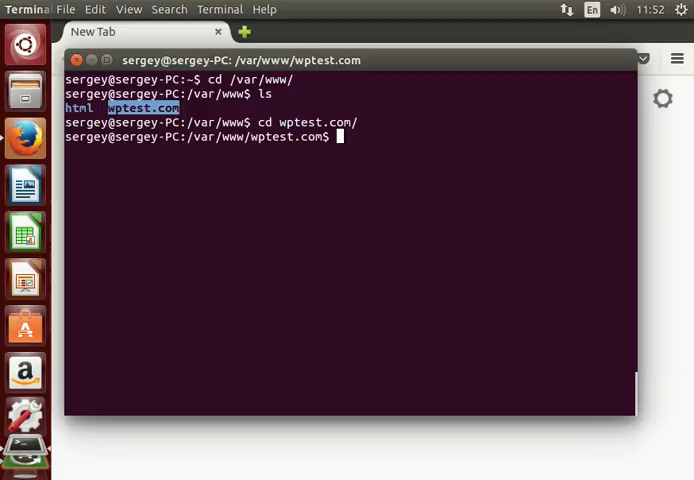 Terminal File Edit View Search Terminal Help En 11:52
New Tab
sergey@sergey-PC: /var/www/wptest.com
sergey@sergey-PC:~$ cd /var/www/
sergey@sergey-PC:/var/www$ ls
html wptest.com
sergey@sergey-PC:/var/www$ cd wptest.com/
sergey@sergey-PC:/var/www/wptest.com$